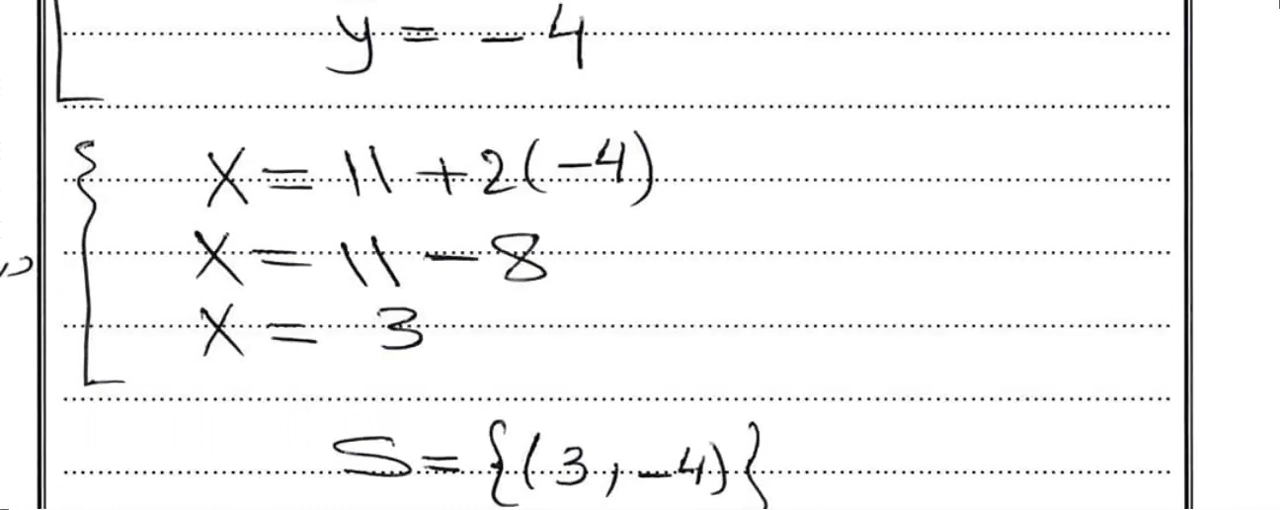 y = -4
x = 11 + 2(-4)
x = 11 - 8
x = 3
S = {(3, -4)}